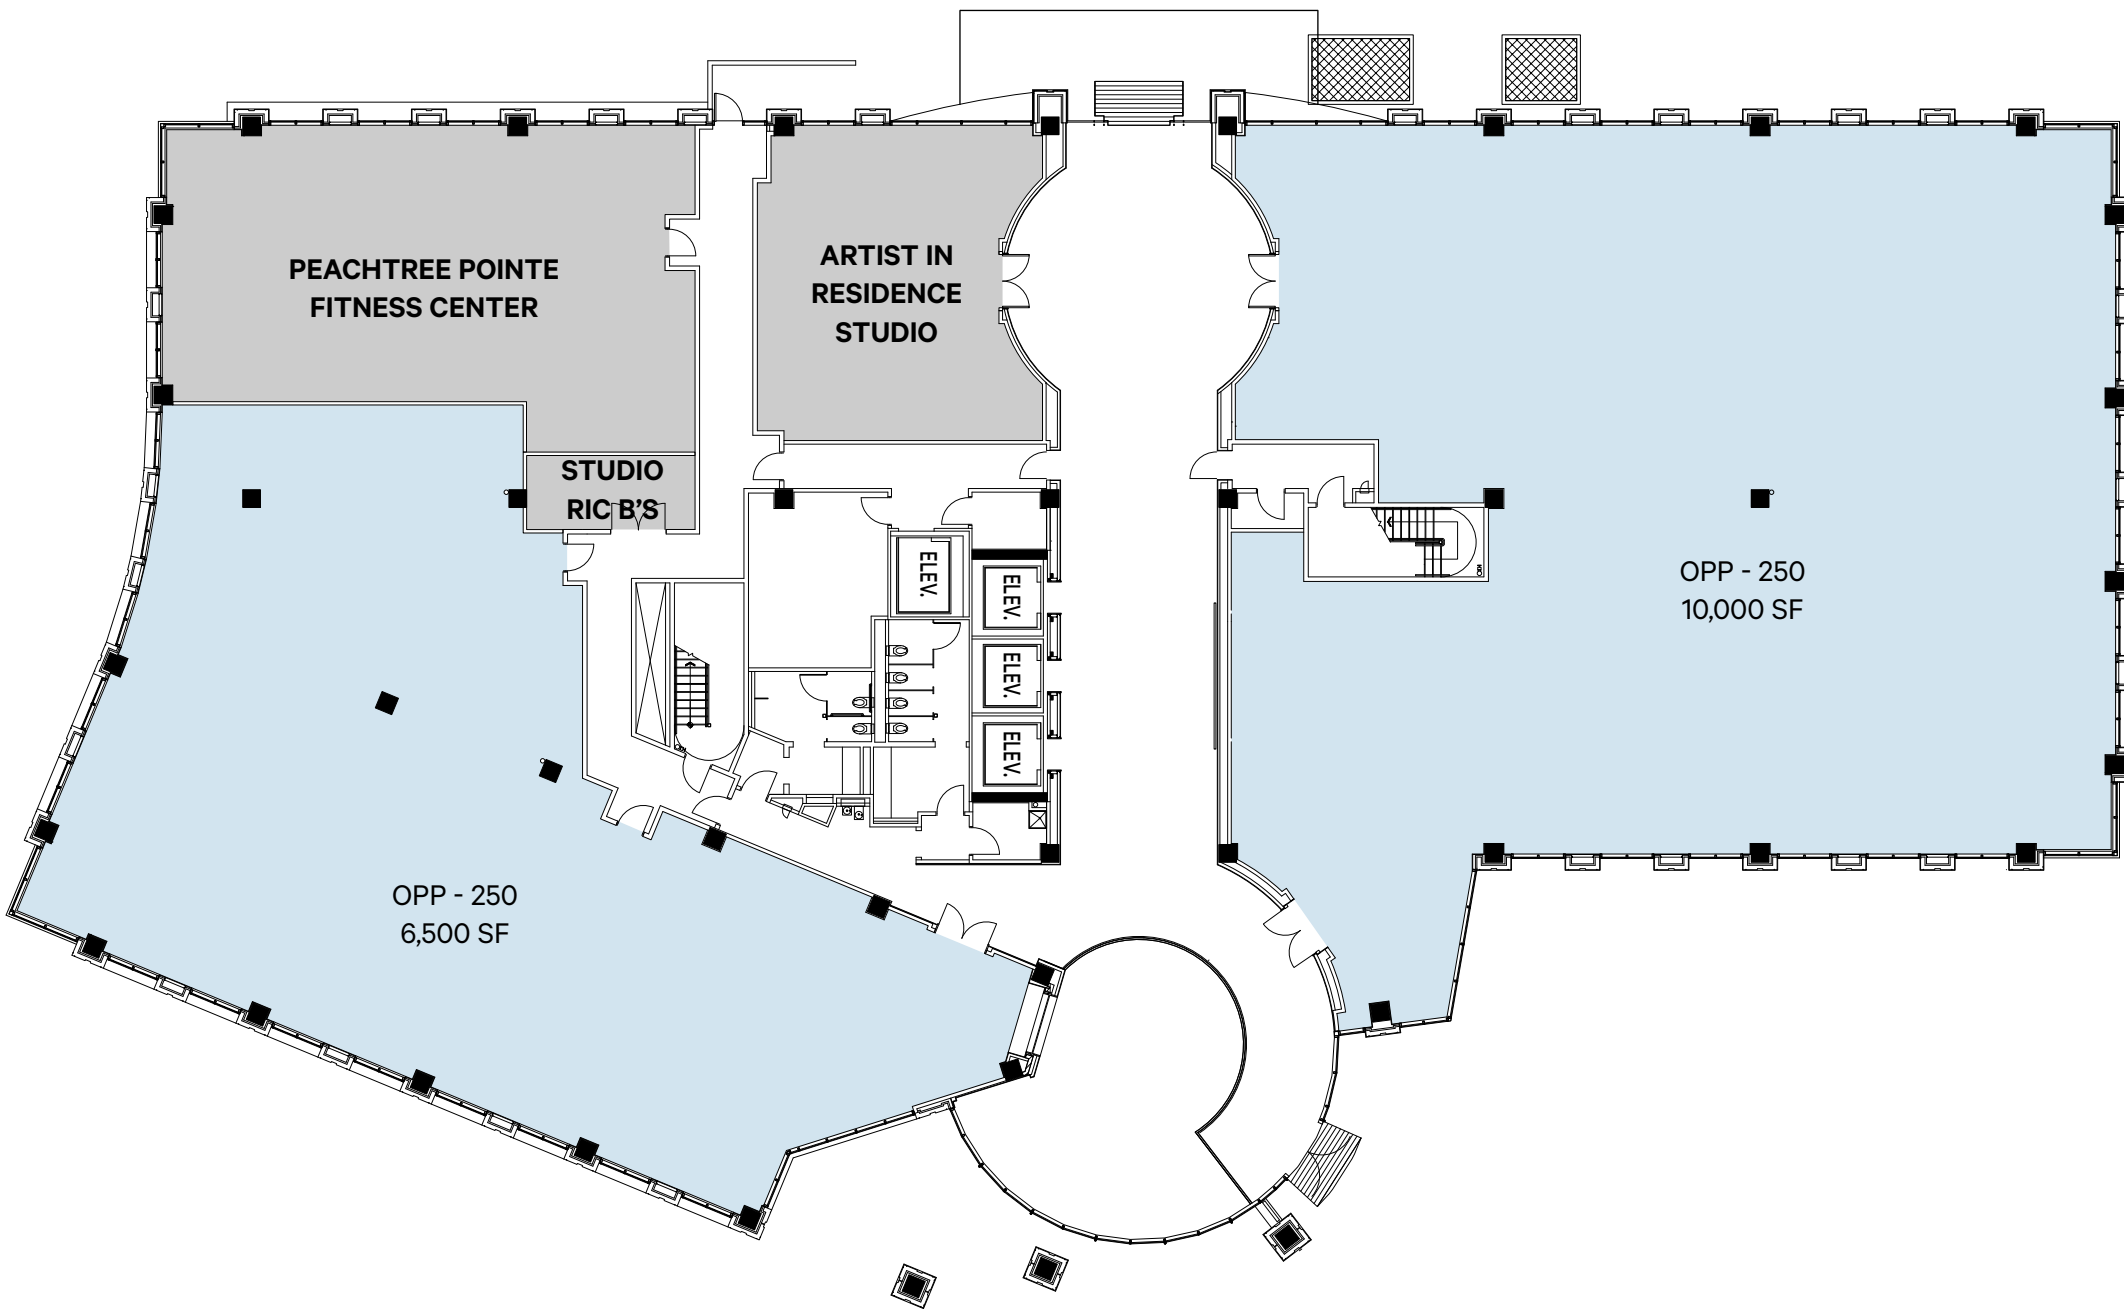 PEACHTREE POINTE
FITNESS CENTER
ARTIST IN
RESIDENCE
STUDIO
STUDIO
RIC B'S
ELEV.
ELEV.
ELEV.
ELEV.
OPP - 250
10,000 SF
OPP - 250
6,500 SF